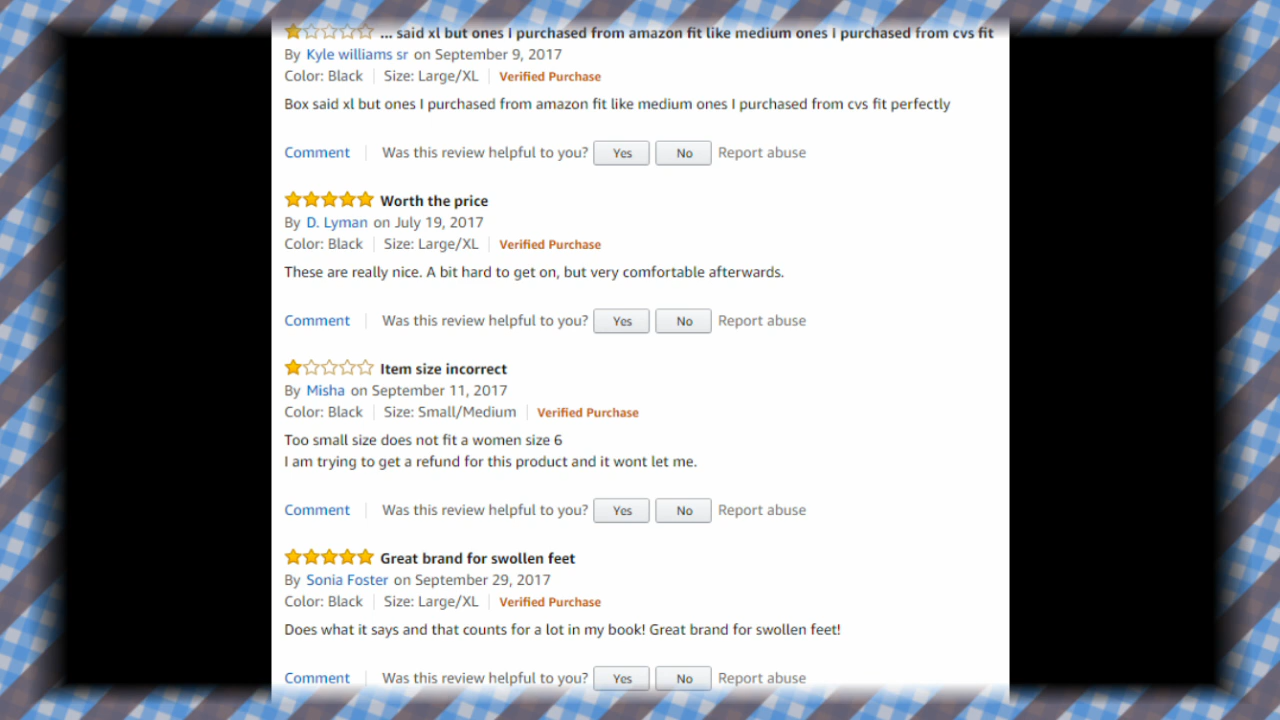 ... said xl but ones I purchased from amazon fit like medium ones I purchased from cvs fit
By Kyle williams sr on September 9, 2017
Color: Black Size: Large/XL Verified Purchase
Box said xl but ones I purchased from amazon fit like medium ones I purchased from cvs fit perfectly
Comment Was this review helpful to you? Yes No Report abuse
Worth the price
By D. Lyman on July 19, 2017
Color: Black Size: Large/XL Verified Purchase
These are really nice. A bit hard to get on, but very comfortable afterwards.
Comment Was this review helpful to you? Yes No Report abuse
Item size incorrect
By Misha on September 11, 2017
Color: Black Size: Small/Medium Verified Purchase
Too small size does not fit a women size 6
I am trying to get a refund for this product and it wont let me.
Comment Was this review helpful to you? Yes No Report abuse
Great brand for swollen feet
By Sonia Foster on September 29, 2017
Color: Black Size: Large/XL Verified Purchase
Does what it says and that counts for a lot in my book! Great brand for swollen feet!
Comment Was this review helpful to you? Yes No Report abuse